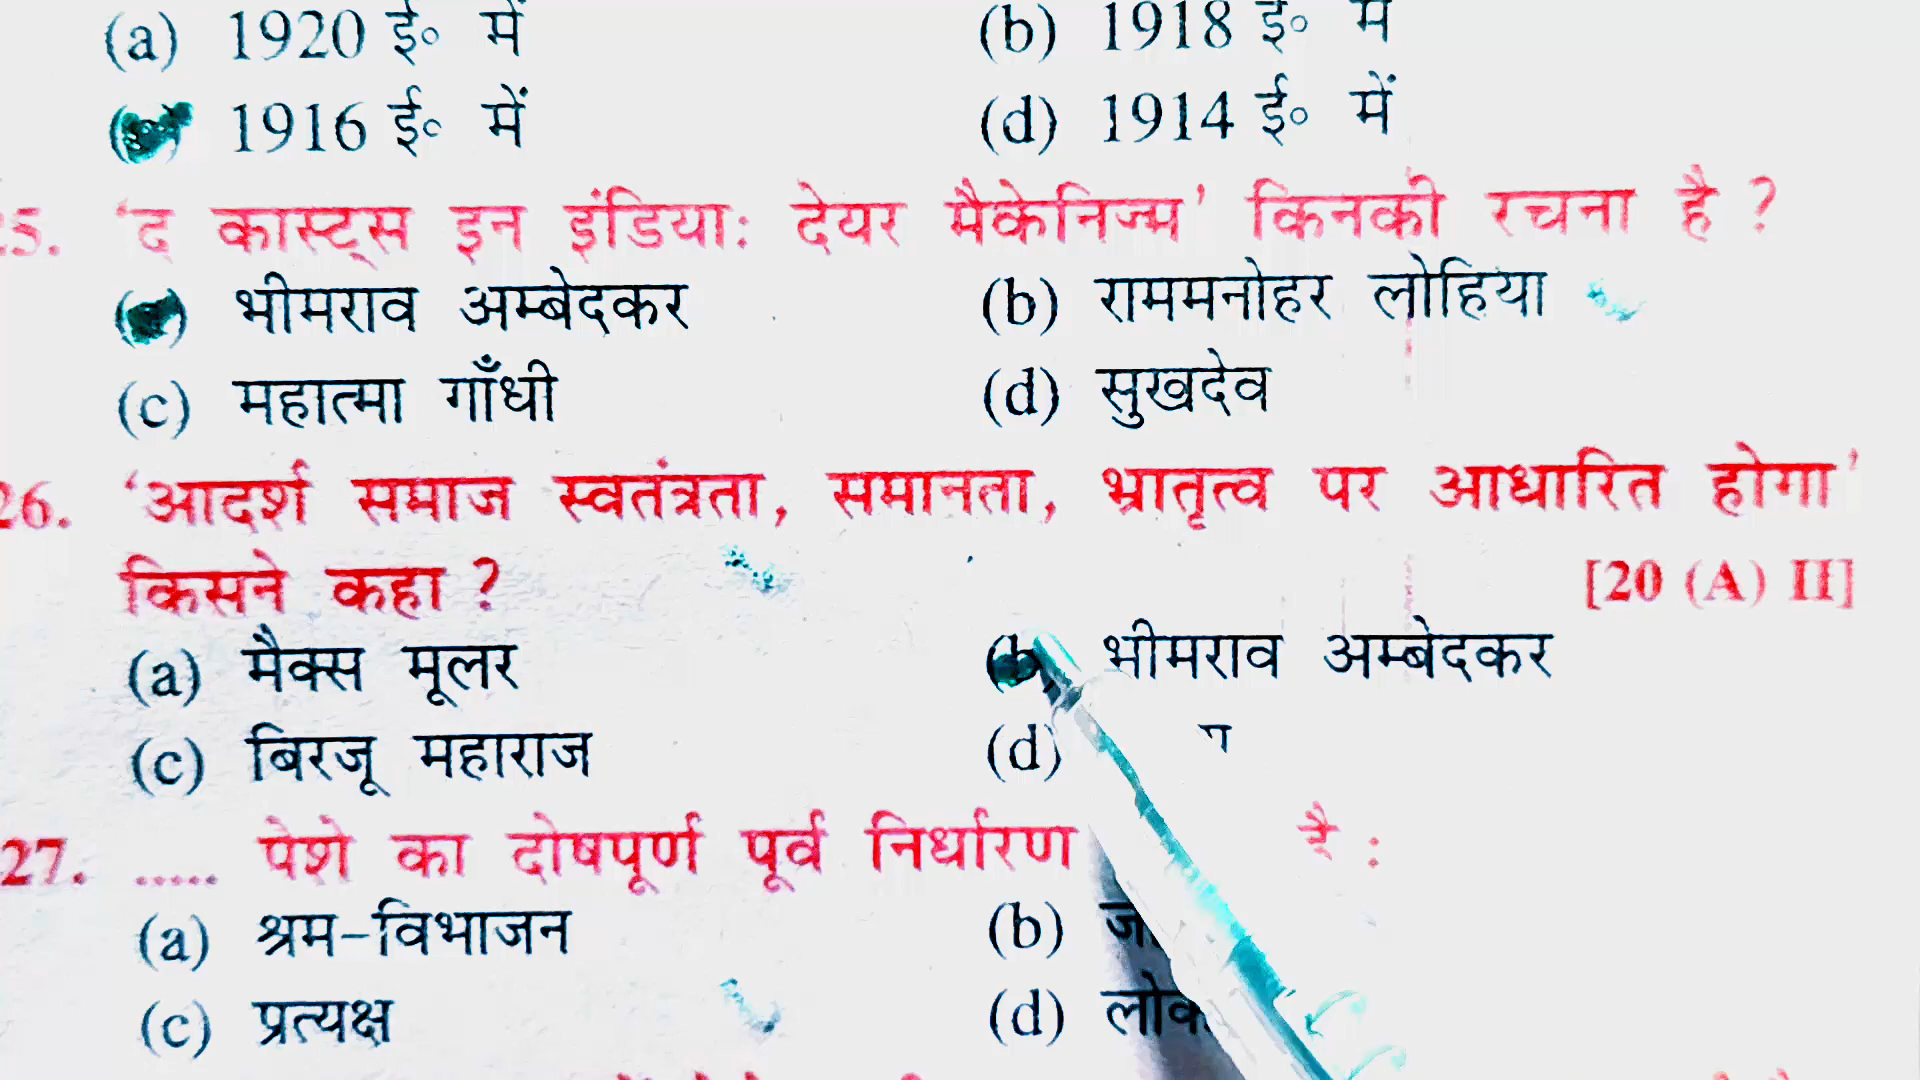 (a) 1920 ई० में (b) 1918 ई० में
1916 ई० में (d) 1914 ई० में
25. ‘द कास्ट्स इन इंडिया: देयर मैकेनिज्म’ किनकी रचना है ?
भीमराव अम्बेदकर (b) राममनोहर लोहिया
(c) महात्मा गाँधी (d) सुखदेव
26. ‘आदर्श समाज स्वतंत्रता, समानता, भ्रातृत्व पर आधारित होगा’
किसने कहा ? [20 (A) II]
(a) मैक्स मूलर (b) भीमराव अम्बेदकर
(c) बिरजू महाराज (d)
27. ..... पेशे का दोषपूर्ण पूर्व निर्धारण है :
(a) श्रम-विभाजन (b)
(c) प्रत्यक्ष (d)